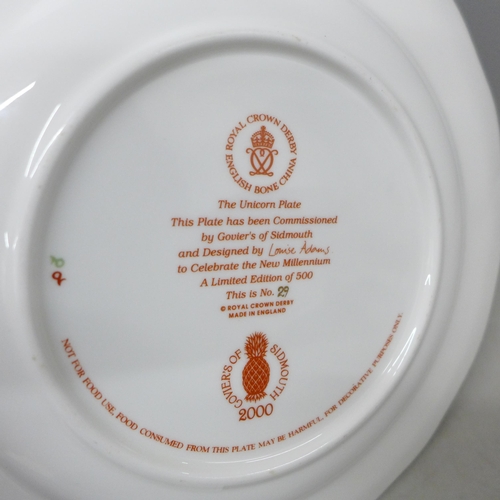 ROYAL CROWN DERBY
ENGLISH BONE CHINA
The Unicorn Plate
This Plate has been Commissioned
by Govier's of Sidmouth
and Designed by Louise Adams
to Celebrate the New Millennium
A Limited Edition of 500
This is No. 29
© ROYAL CROWN DERBY
MADE IN ENGLAND
GOVIER'S OF SIDMOUTH
2000
NOT FOR FOOD USE. FOOD CONSUMED FROM THIS PLATE MAY BE HARMFUL. FOR DECORATIVE PURPOSES ONLY.